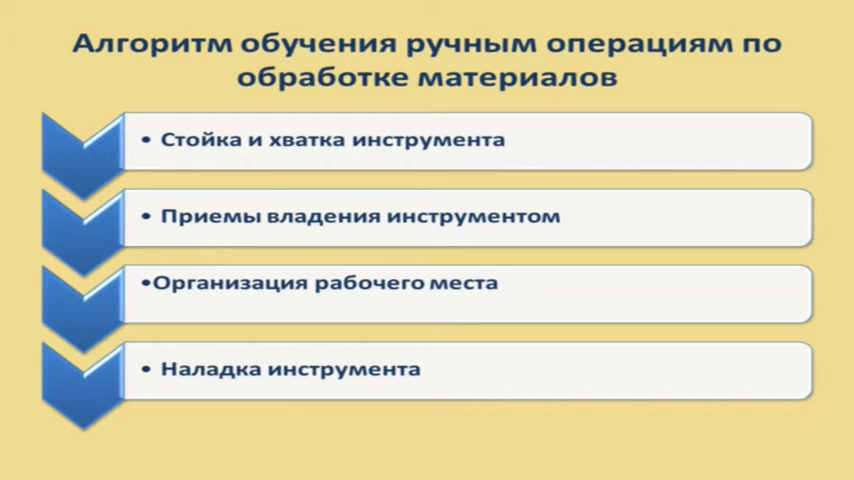 Алгоритм обучения ручным операциям по
обработке материалов
• Стойка и хватка инструмента
• Приемы владения инструментом
•Организация рабочего места
• Наладка инструмента